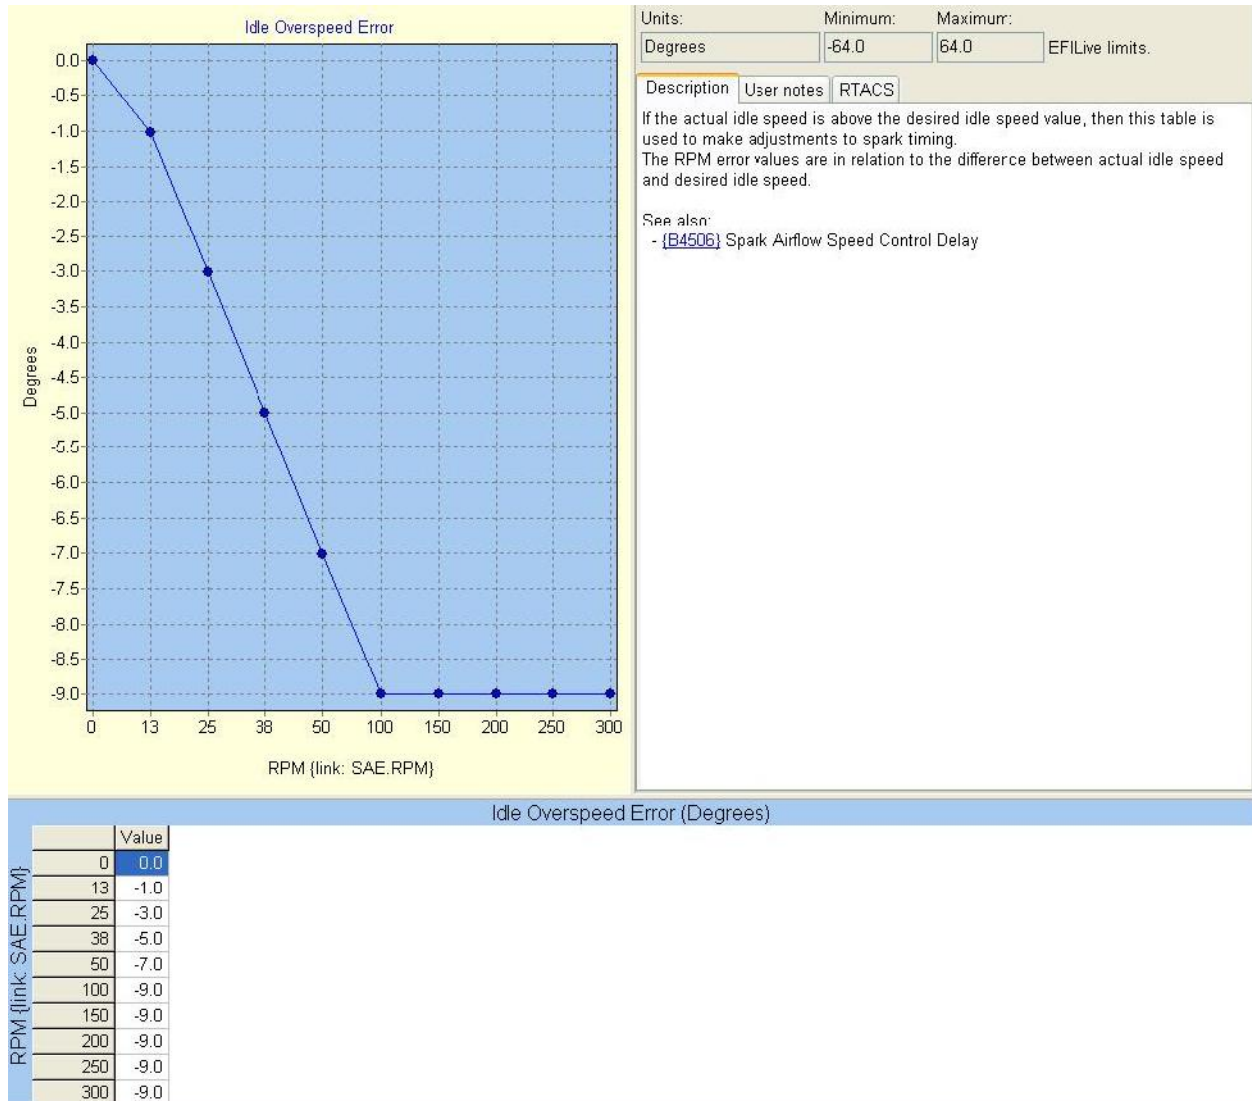 Idle Overspeed Error
0.0
-0.5
-1.0
-1.5
-2.0
-2.5
-3.0
-3.5
-4.0
-4.5
-5.0
-5.5
-6.0
-6.5
-7.0
-7.5
-8.0
-8.5
-9.0
Degrees
0 13 25 38 50 100 150 200 250 300
RPM {link: SAE.RPM}
Units: Minimum: Maximum:
Degrees -64.0 64.0 EFILive limits.
Description User notes RTACS
If the actual idle speed is above the desired idle speed value, then this table is
used to make adjustments to spark timing.
The RPM error values are in relation to the difference between actual idle speed
and desired idle speed.
See also:
- {B4506} Spark Airflow Speed Control Delay
Idle Overspeed Error (Degrees)
RPM {link: SAE.RPM}
Value
0 0.0
13 -1.0
25 -3.0
38 -5.0
50 -7.0
100 -9.0
150 -9.0
200 -9.0
250 -9.0
300 -9.0